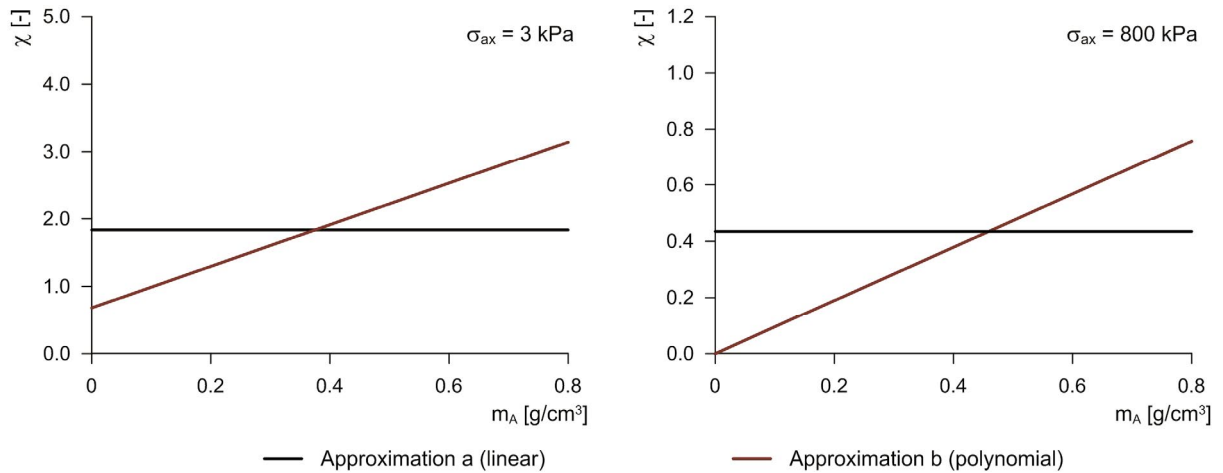 χ [-]
σax = 3 kPa
5.0
4.0
3.0
2.0
1.0
0.0
0
0.2
0.4
0.6
0.8
mA [g/cm³]
χ [-]
σax = 800 kPa
1.2
1.0
0.8
0.6
0.4
0.2
0.0
0
0.2
0.4
0.6
0.8
mA [g/cm³]
Approximation a (linear)
Approximation b (polynomial)